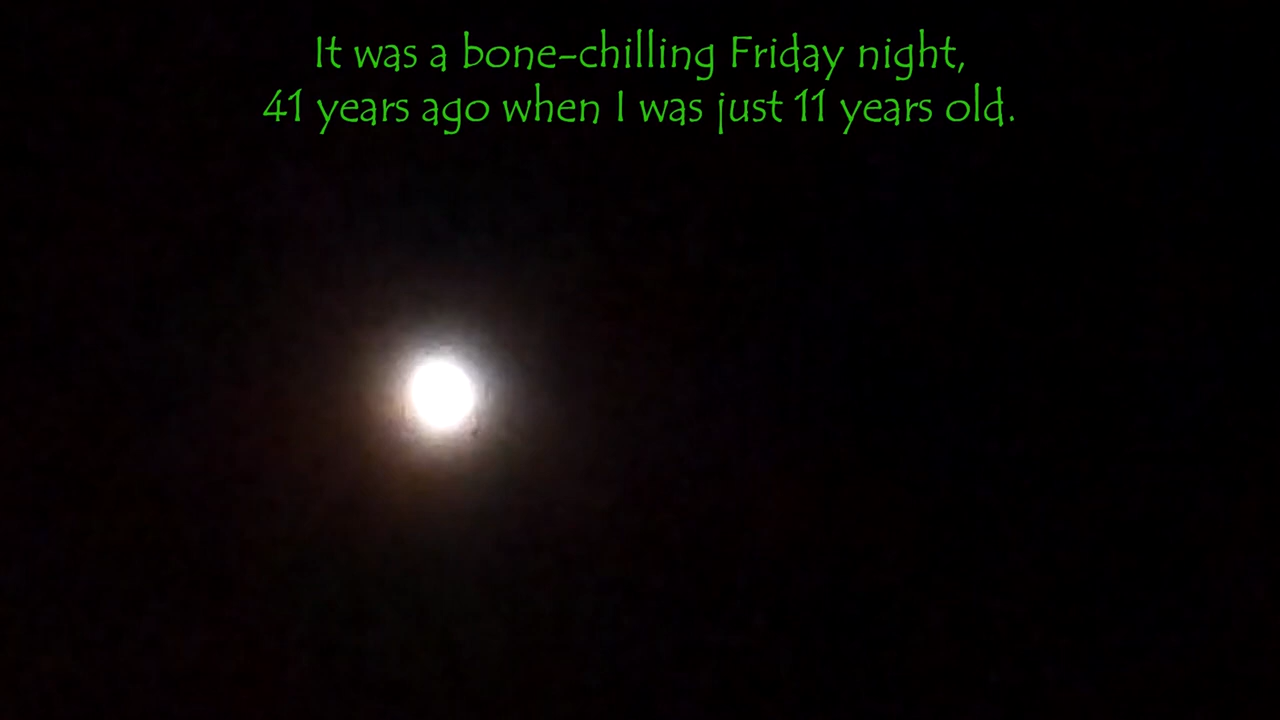 It was a bone-chilling Friday night,
41 years ago when I was just 11 years old.